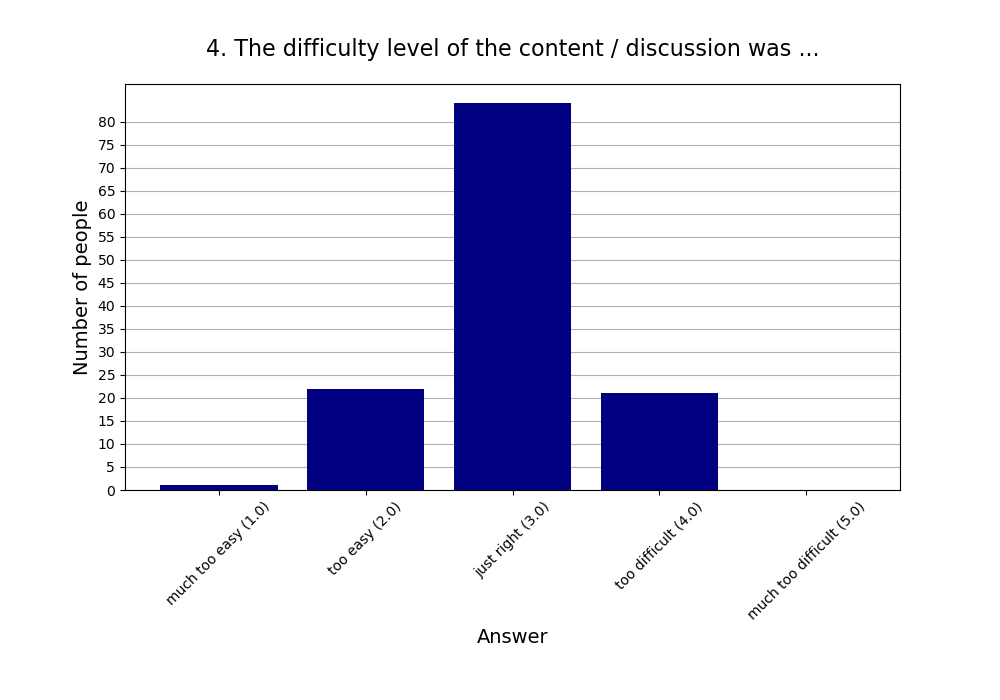 4. The difficulty level of the content / discussion was ...
Number of people
80
75
70
65
60
55
50
45
40
35
30
25
20
15
10
5
0
much too easy (1.0)
too easy (2.0)
just right (3.0)
too difficult (4.0)
much too difficult (5.0)
Answer